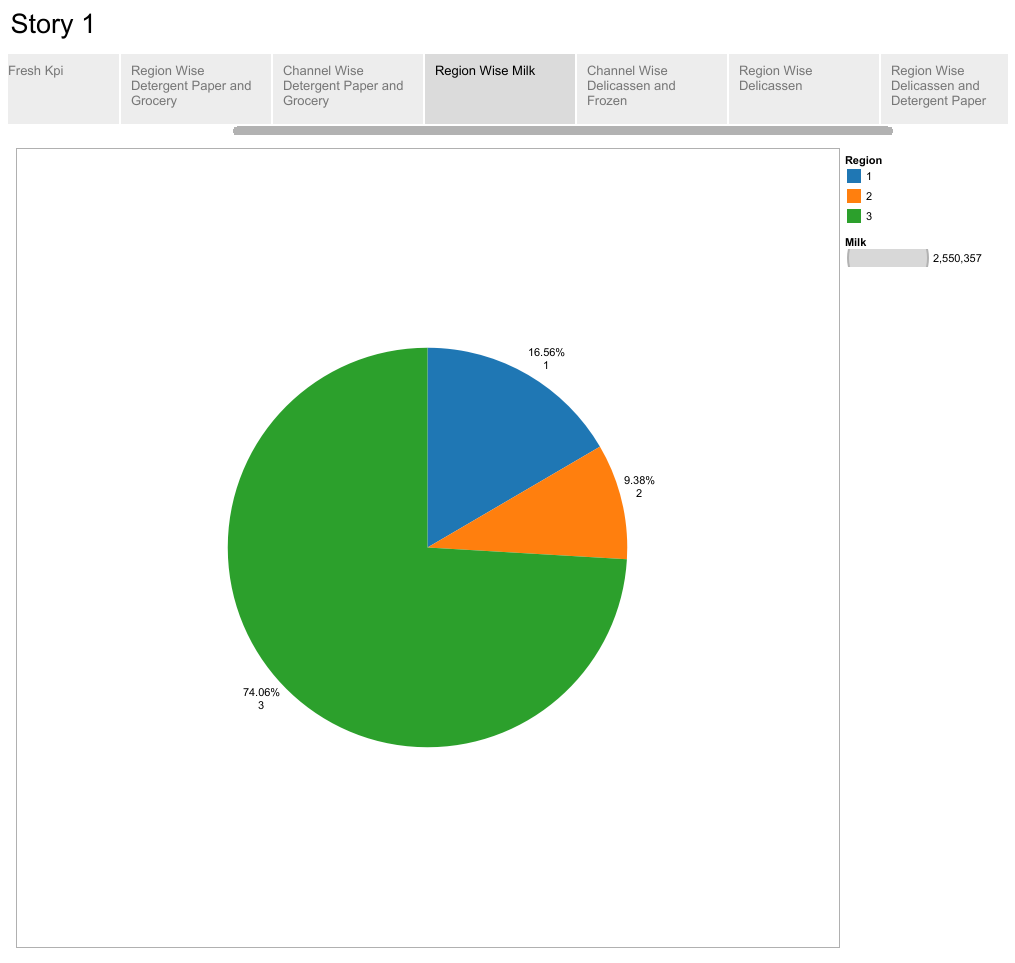 Story 1
Fresh Kpi
Region Wise
Detergent Paper and
Grocery
Channel Wise
Detergent Paper and
Grocery
Region Wise Milk
Channel Wise
Delicassen and
Frozen
Region Wise
Delicassen
Region Wise
Delicassen and
Detergent Paper
Region
1
2
3
Milk
2,550,357
16.56%
1
9.38%
2
74.06%
3